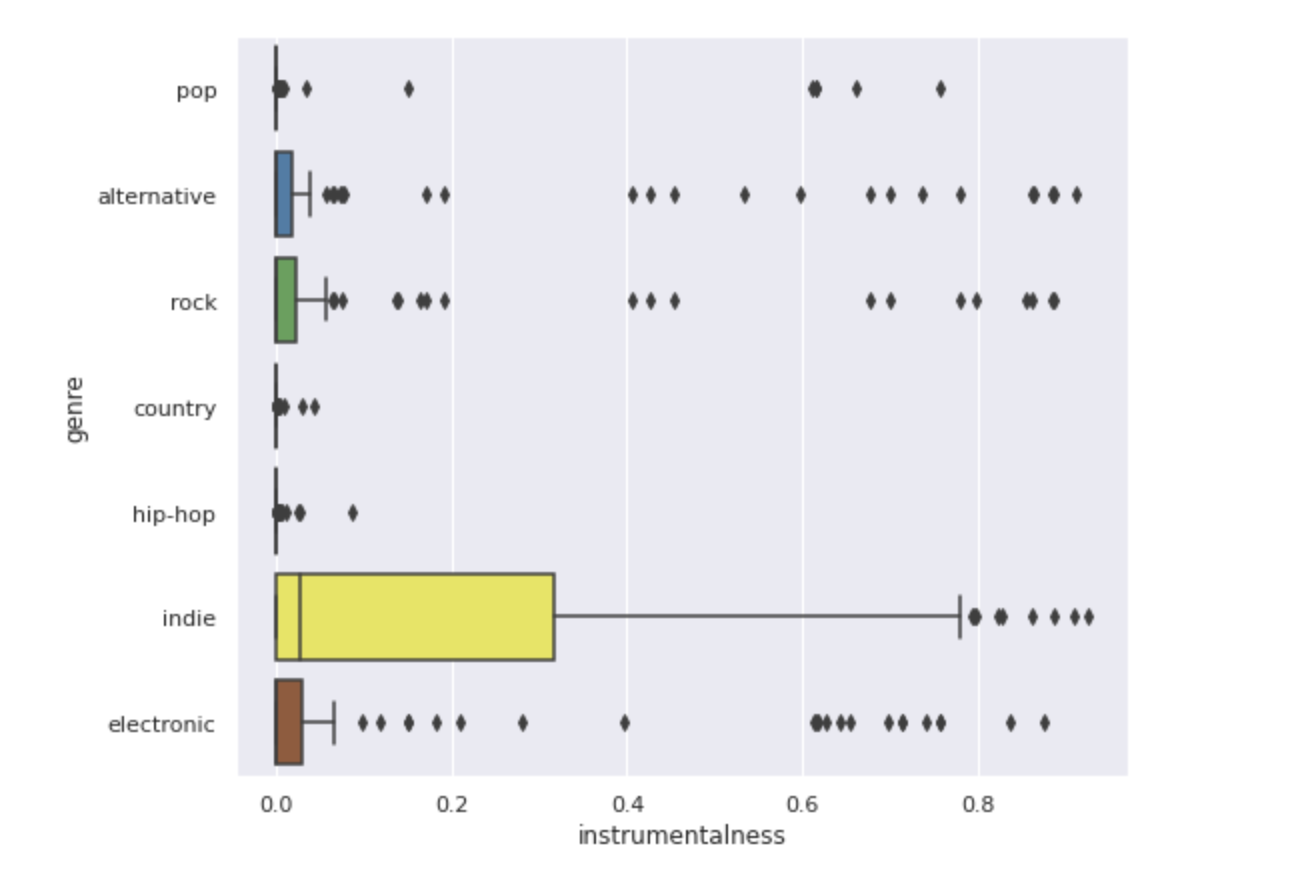 pop
alternative
rock
country
hip-hop
indie
electronic
genre
0.0 0.2 0.4 0.6 0.8
instrumentalness